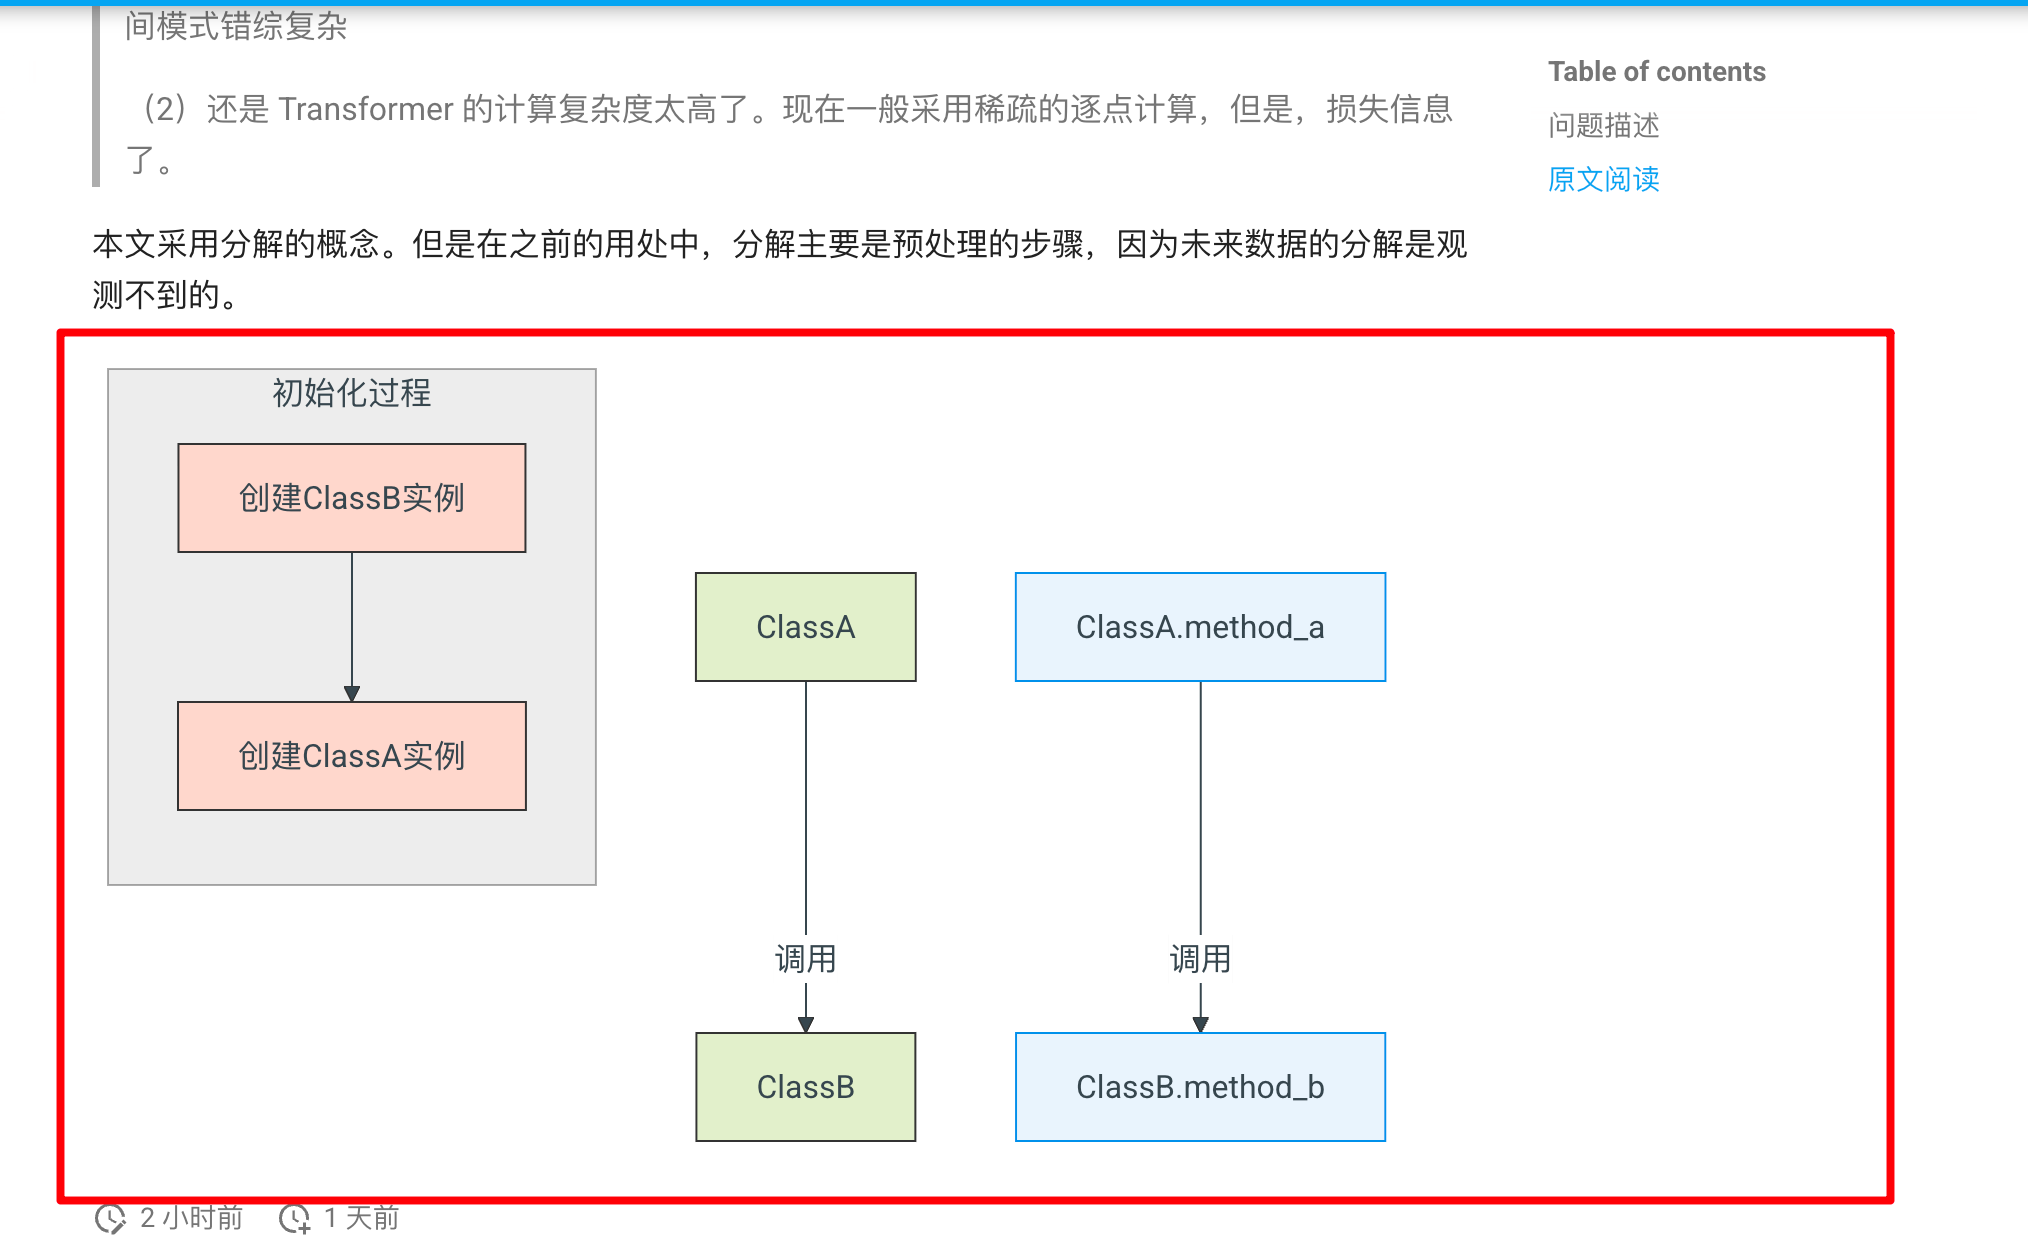 间模式错综复杂
（2）还是 Transformer 的计算复杂度太高了。现在一般采用稀疏的逐点计算，但是，损失信息
了。
本文采用分解的概念。但是在之前的用处中，分解主要是预处理的步骤，因为未来数据的分解是观
测不到的。
Table of contents
问题描述
原文阅读
初始化过程
创建ClassB实例
创建ClassA实例
ClassA
调用
ClassB
ClassA.method_a
调用
ClassB.method_b
2 小时前
1 天前